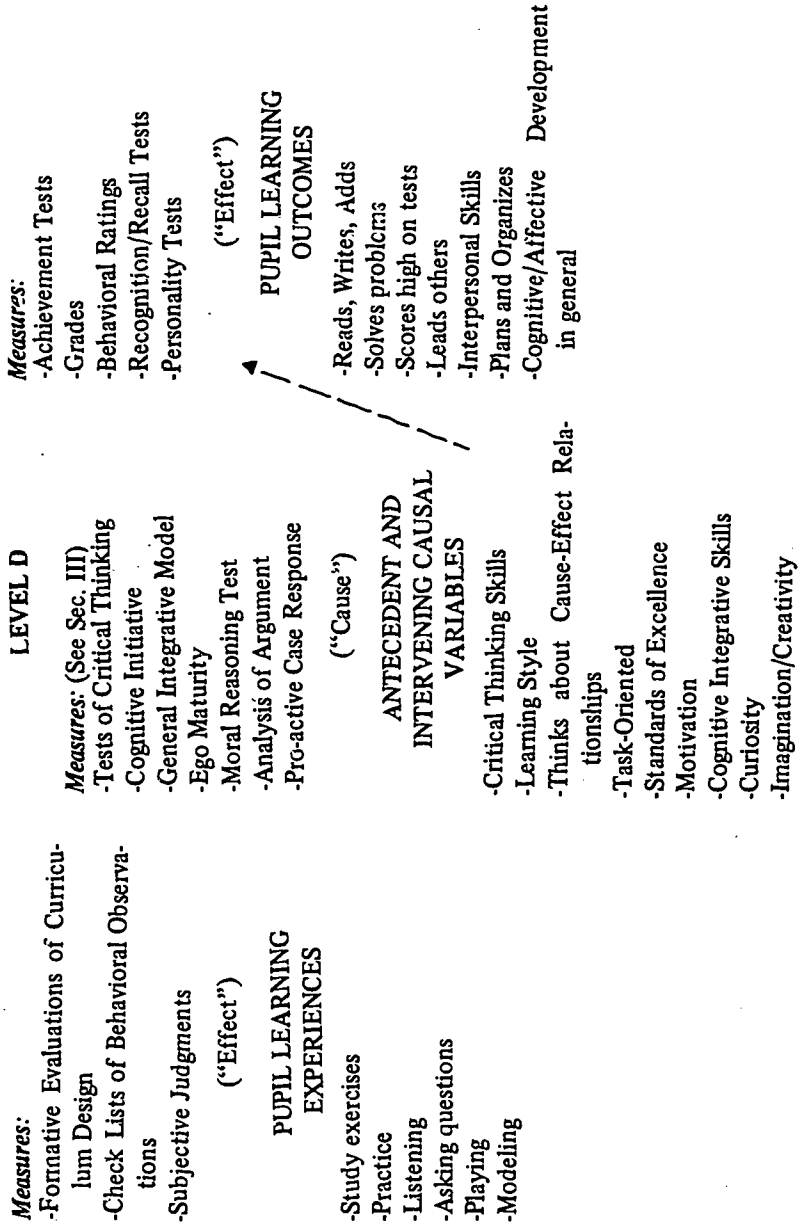 Measures:
-Formative Evaluations of Curricu-
lum Design
-Check Lists of Behavioral Observa-
tions
-Subjective Judgments
("Effect")
PUPIL LEARNING
EXPERIENCES
-Study exercises
-Practice
-Listening
-Asking questions
-Playing
-Modeling
LEVEL D
Measures: (See Sec. III)
-Tests of Critical Thinking
-Cognitive Initiative
-General Integrative Model
-Ego Maturity
-Moral Reasoning Test
-Analysis of Argument
-Pro-active Case Response
("Cause")
ANTECEDENT AND
INTERVENING CAUSAL
VARIABLES
-Critical Thinking Skills
-Learning Style
-Thinks about Cause-Effect Rela-
tionships
-Task-Oriented
-Standards of Excellence
-Motivation
-Cognitive Integrative Skills
-Curiosity
-Imagination/Creativity
Measures:
-Achievement Tests
-Grades
-Behavioral Ratings
-Recognition/Recall Tests
-Personality Tests
("Effect")
PUPIL LEARNING
OUTCOMES
-Reads, Writes, Adds
-Solves problems
-Scores high on tests
-Leads others
-Interpersonal Skills
-Plans and Organizes
-Cognitive/Affective Development
in general